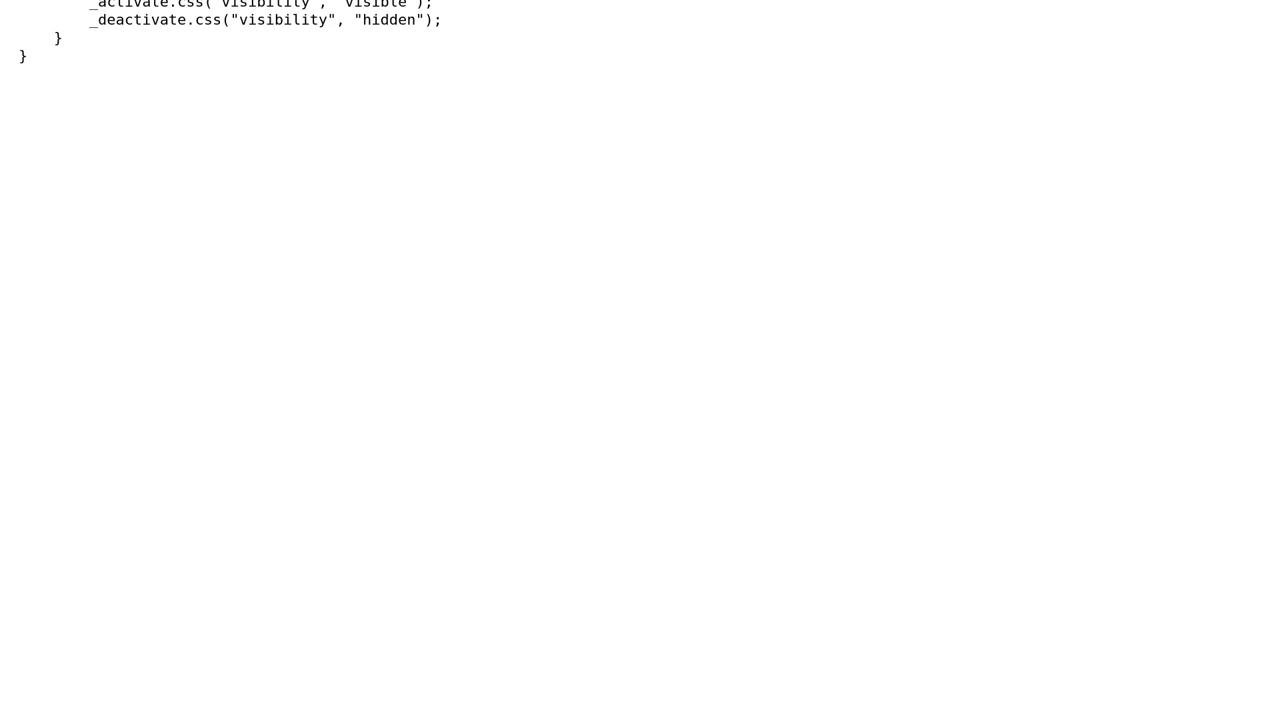 _activate.css("visibility", "visible");
_deactivate.css("visibility", "hidden");
}
}